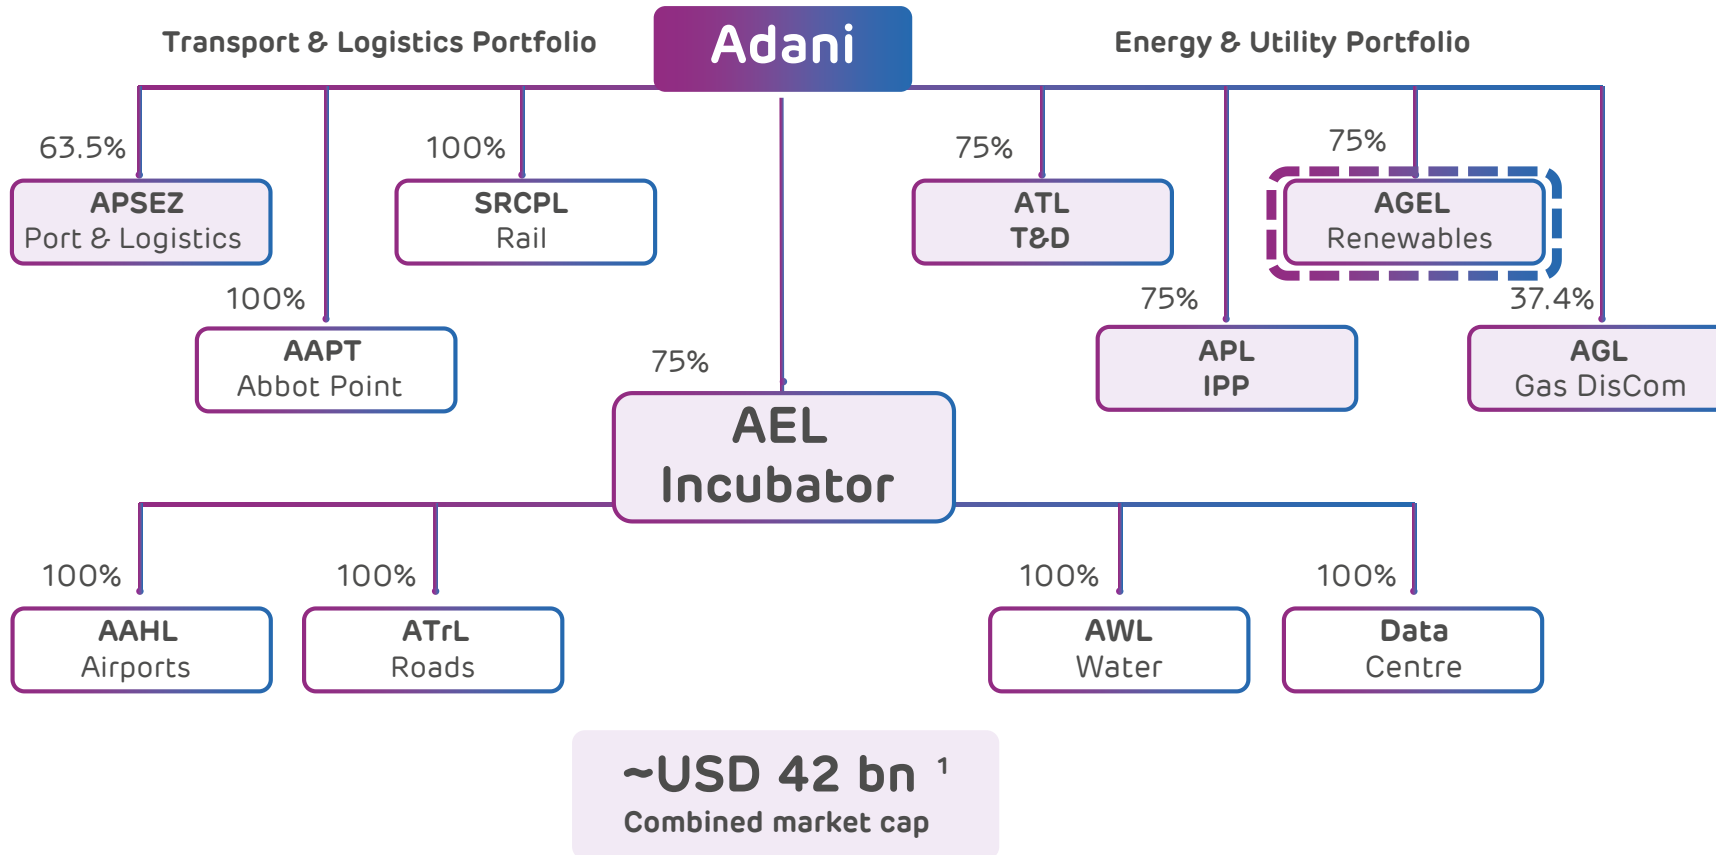 Transport & Logistics Portfolio
Adani
Energy & Utility Portfolio
63.5%
100%
75%
75%
APSEZ
Port & Logistics
SRCPL
Rail
ATL
T&D
AGEL
Renewables
100%
75%
37.4%
AAPT
Abbot Point
75%
APL
IPP
AGL
Gas DisCom
AEL
Incubator
100%
100%
100%
100%
AAHL
Airports
ATrL
Roads
AWL
Water
Data
Centre
~USD 42 bn 1
Combined market cap